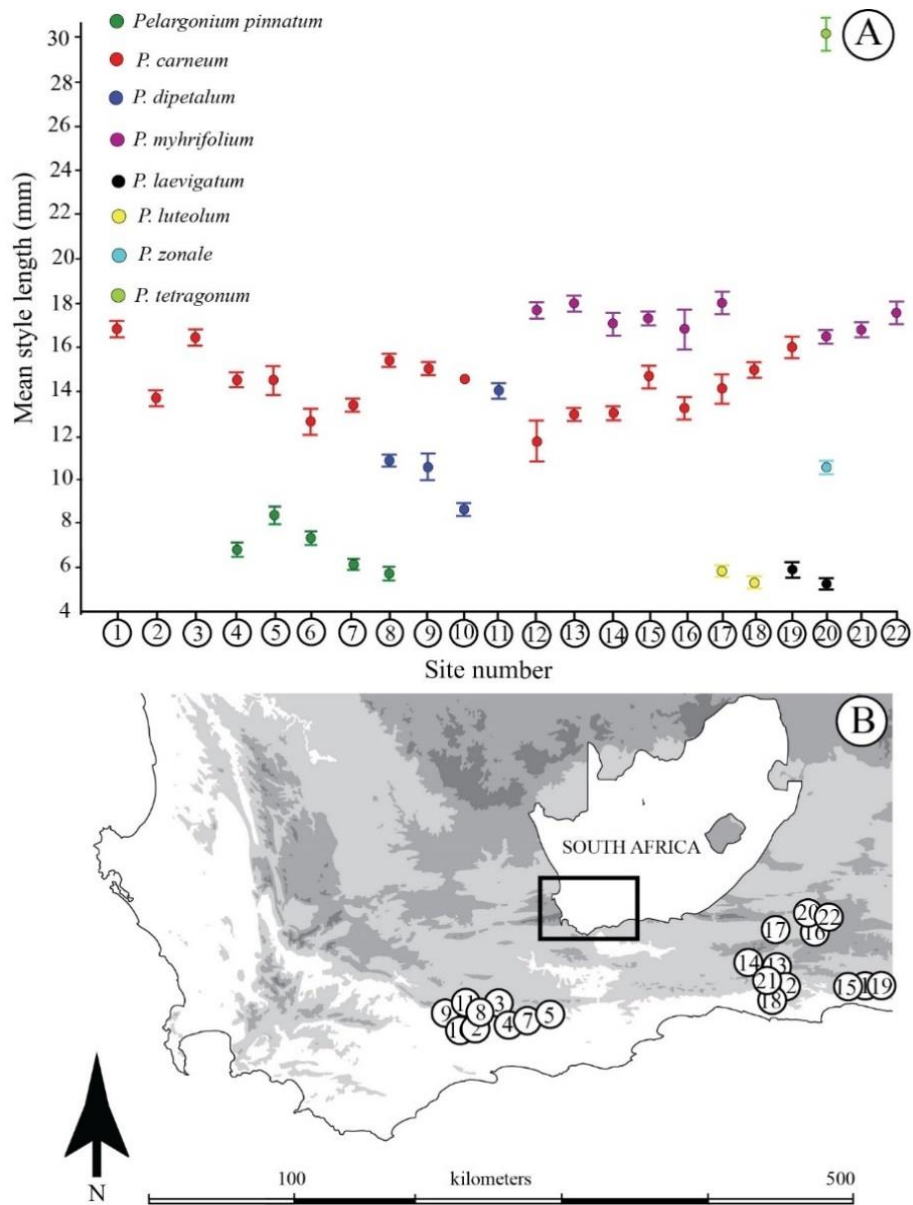 A
Pelargonium pinnatum
P. carneum
P. dipetalum
P. myhrifolium
P. laevigatum
P. luteolum
P. zonale
P. tetragonum
Mean style length (mm)
30
28
26
24
22
20
18
16
14
12
10
8
6
4
1 2 3 4 5 6 7 8 9 10 11 12 13 14 15 16 17 18 19 20 21 22
Site number
B
SOUTH AFRICA
20 22
17 16
14 13
21 2
18 15 1 19
11 3
9 8 5
1 2 4 7
N
100 kilometers 500